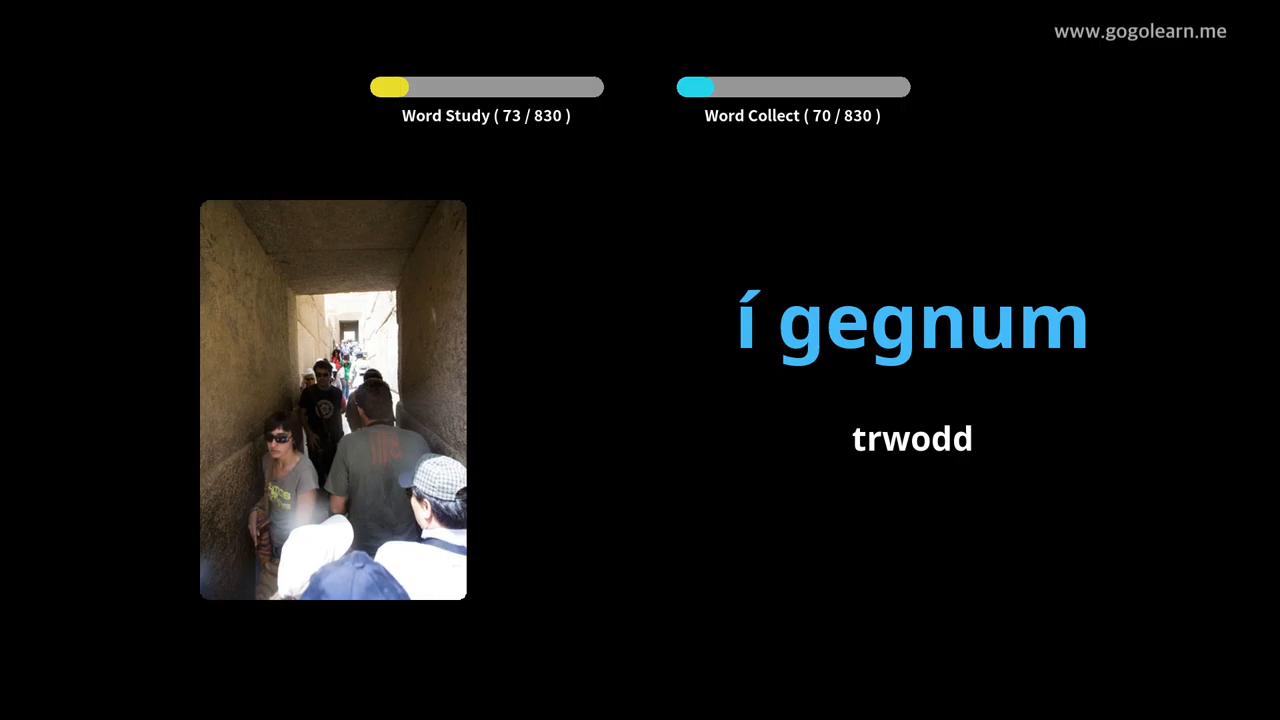 www.gogolearn.me
Word Study ( 73 / 830 )
Word Collect ( 70 / 830 )
í gegnum
trwodd